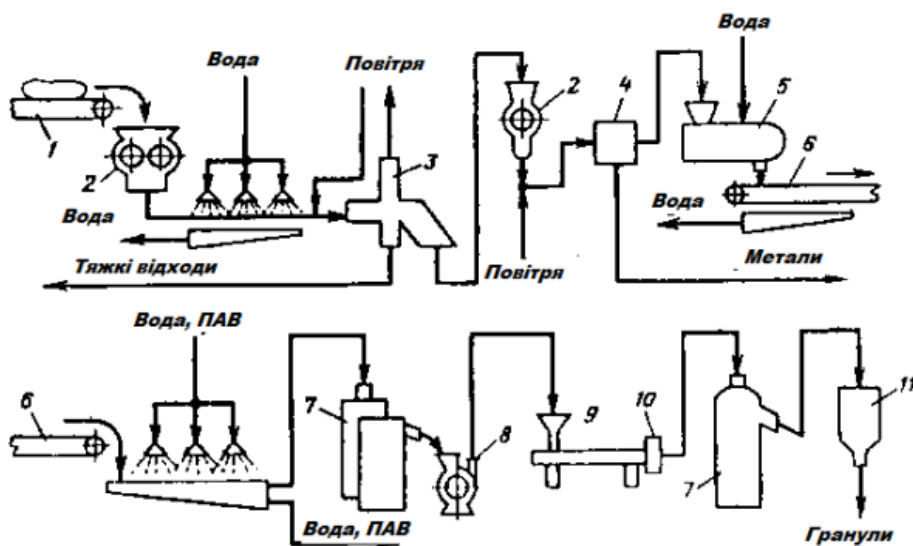 Вода
Повітря
Вода
1
2
3
2
4
5
6
Вода
Вода
Тяжкі відходи
Повітря
Метали
Вода, ПАВ
6
7
8
9
10
7
11
Вода, ПАВ
Гранули